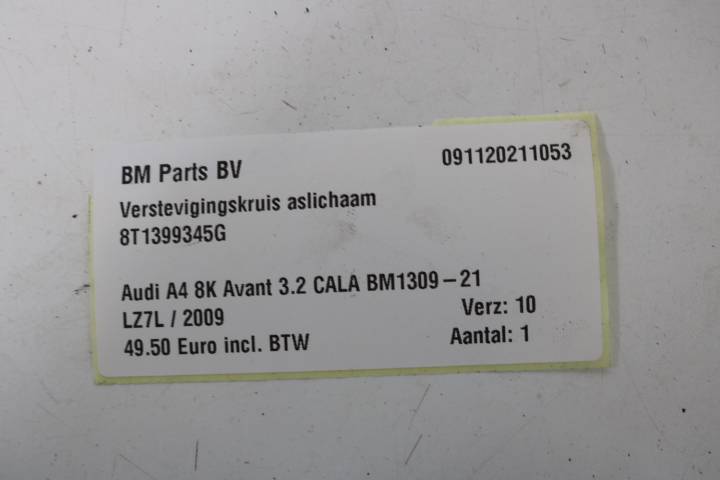 BM Parts BV 091120211053
Verstevigingskruis aslichaam
8T1399345G
Audi A4 8K Avant 3.2 CALA BM1309-21
LZ7L / 2009 Verz: 10
49.50 Euro incl. BTW Aantal: 1